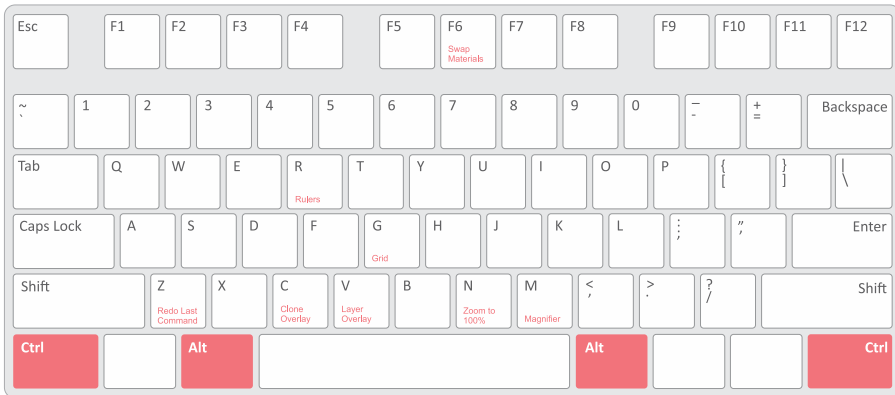 Esc F1 F2 F3 F4 F5 F6 F7 F8 F9 F10 F11 F12
Swap
Materials
~ 1 2 3 4 5 6 7 8 9 0 _ + Backspace
` - =
Tab Q W E R T Y U I O P { } |
[ ] \
Rulers
Caps Lock A S D F G H J K L : " Enter
; ,
Grid
Shift Z X C V B N M < > ? Shift
, . /
Redo Last Clone Layer Zoom to
Command Overlay Overlay 100% Magnifier
Ctrl Alt Alt Ctrl